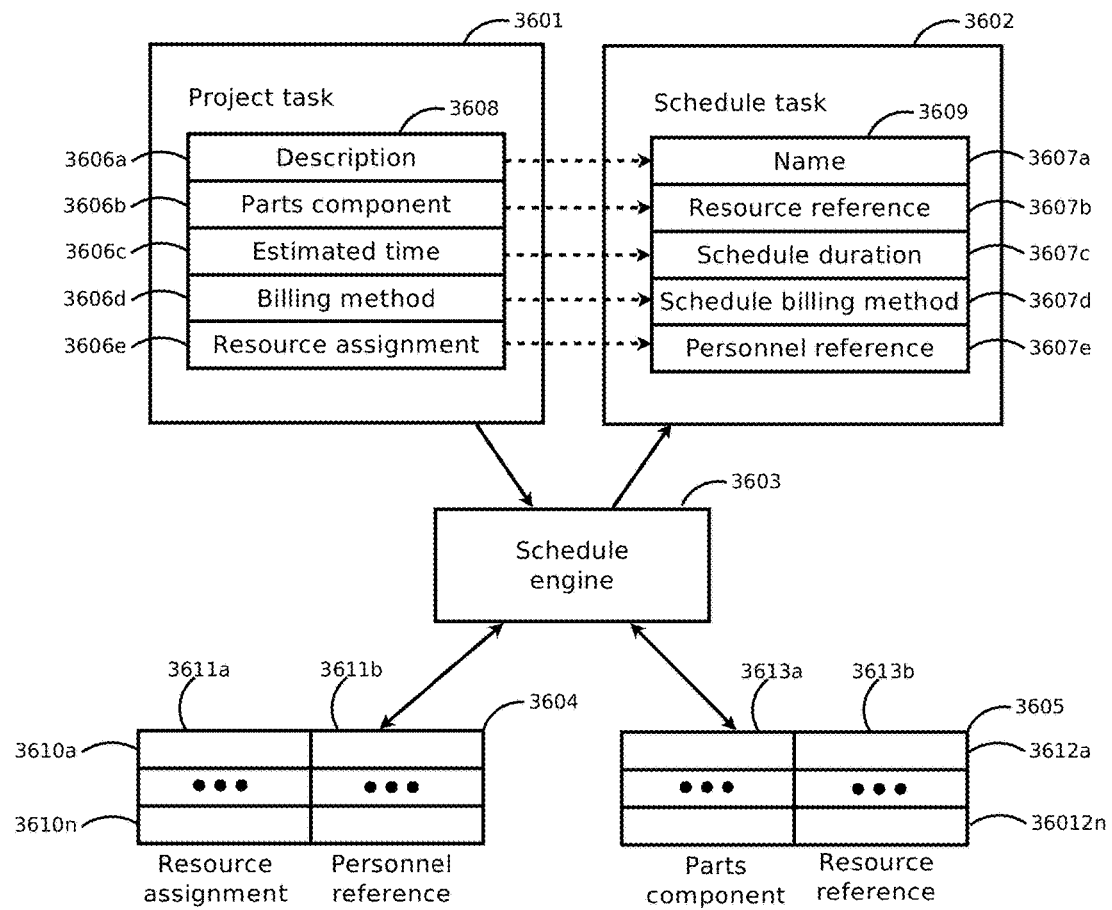 3601
3602
Project task
Schedule task
3608
3609
3606a
Description
Name
3607a
3606b
Parts component
Resource reference
3607b
3606c
Estimated time
Schedule duration
3607c
3606d
Billing method
Schedule billing method
3607d
3606e
Resource assignment
Personnel reference
3607e
3603
Schedule
engine
3611a
3611b
3613a
3613b
3604
3605
3610a
3612a
3610n
36012n
Resource
assignment
Personnel
reference
Parts
component
Resource
reference